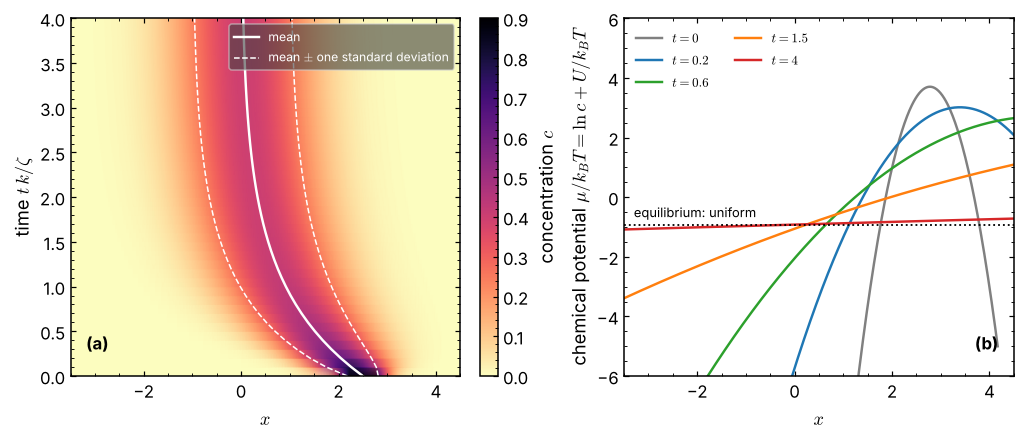 4.0
3.5
3.0
2.5
2.0
1.5
1.0
0.5
0.0
time t k/ζ
mean
mean ± one standard deviation
(a)
−2
0
2
4
x
0.9
0.8
0.7
0.6
0.5
0.4
0.3
0.2
0.1
0.0
concentration c
6
4
2
0
−2
−4
−6
chemical potential μ/k_BT = ln c + U/k_BT
t = 0
t = 0.2
t = 0.6
t = 1.5
t = 4
equilibrium: uniform
(b)
−2
0
2
4
x